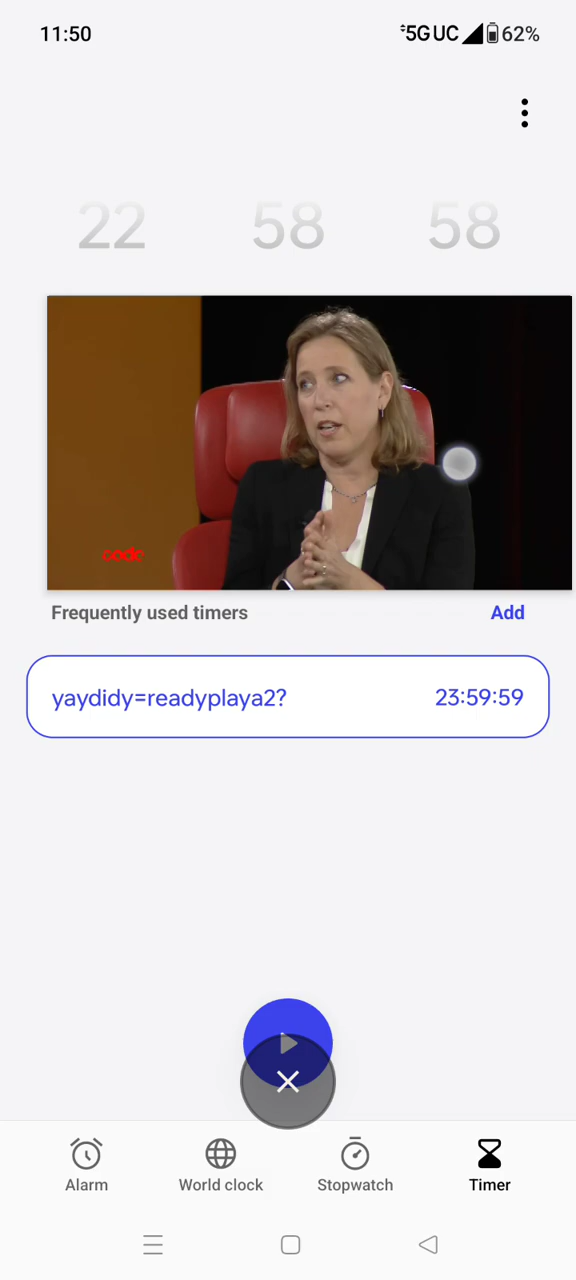 11:50 5G UC 62%
22 58 58
code
Frequently used timers Add
yaydidy=readyplaya2? 23:59:59
Alarm World clock Stopwatch Timer